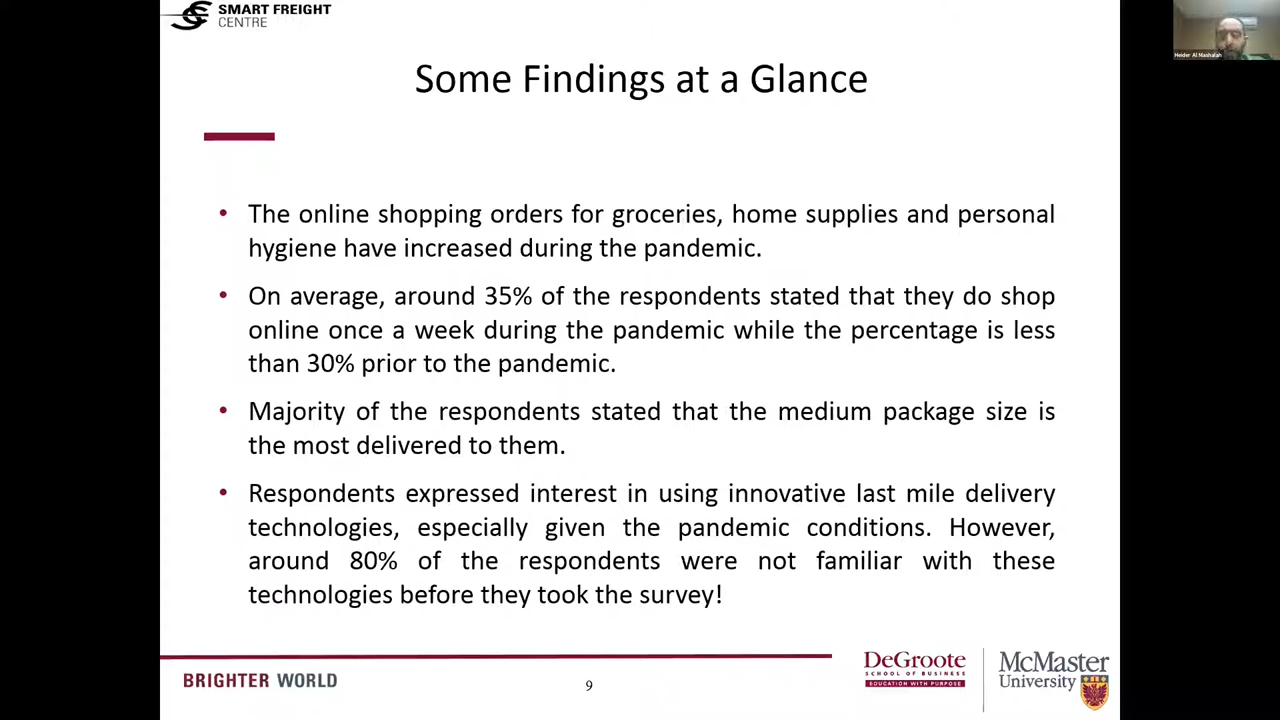 SMART FREIGHT
CENTRE
Heider Al Mashalah
Some Findings at a Glance
• The online shopping orders for groceries, home supplies and personal
hygiene have increased during the pandemic.
• On average, around 35% of the respondents stated that they do shop
online once a week during the pandemic while the percentage is less
than 30% prior to the pandemic.
• Majority of the respondents stated that the medium package size is
the most delivered to them.
• Respondents expressed interest in using innovative last mile delivery
technologies, especially given the pandemic conditions. However,
around 80% of the respondents were not familiar with these
technologies before they took the survey!
BRIGHTER WORLD
9
DeGroote
SCHOOL OF BUSINESS
EDUCATION WITH PURPOSE
McMaster
University